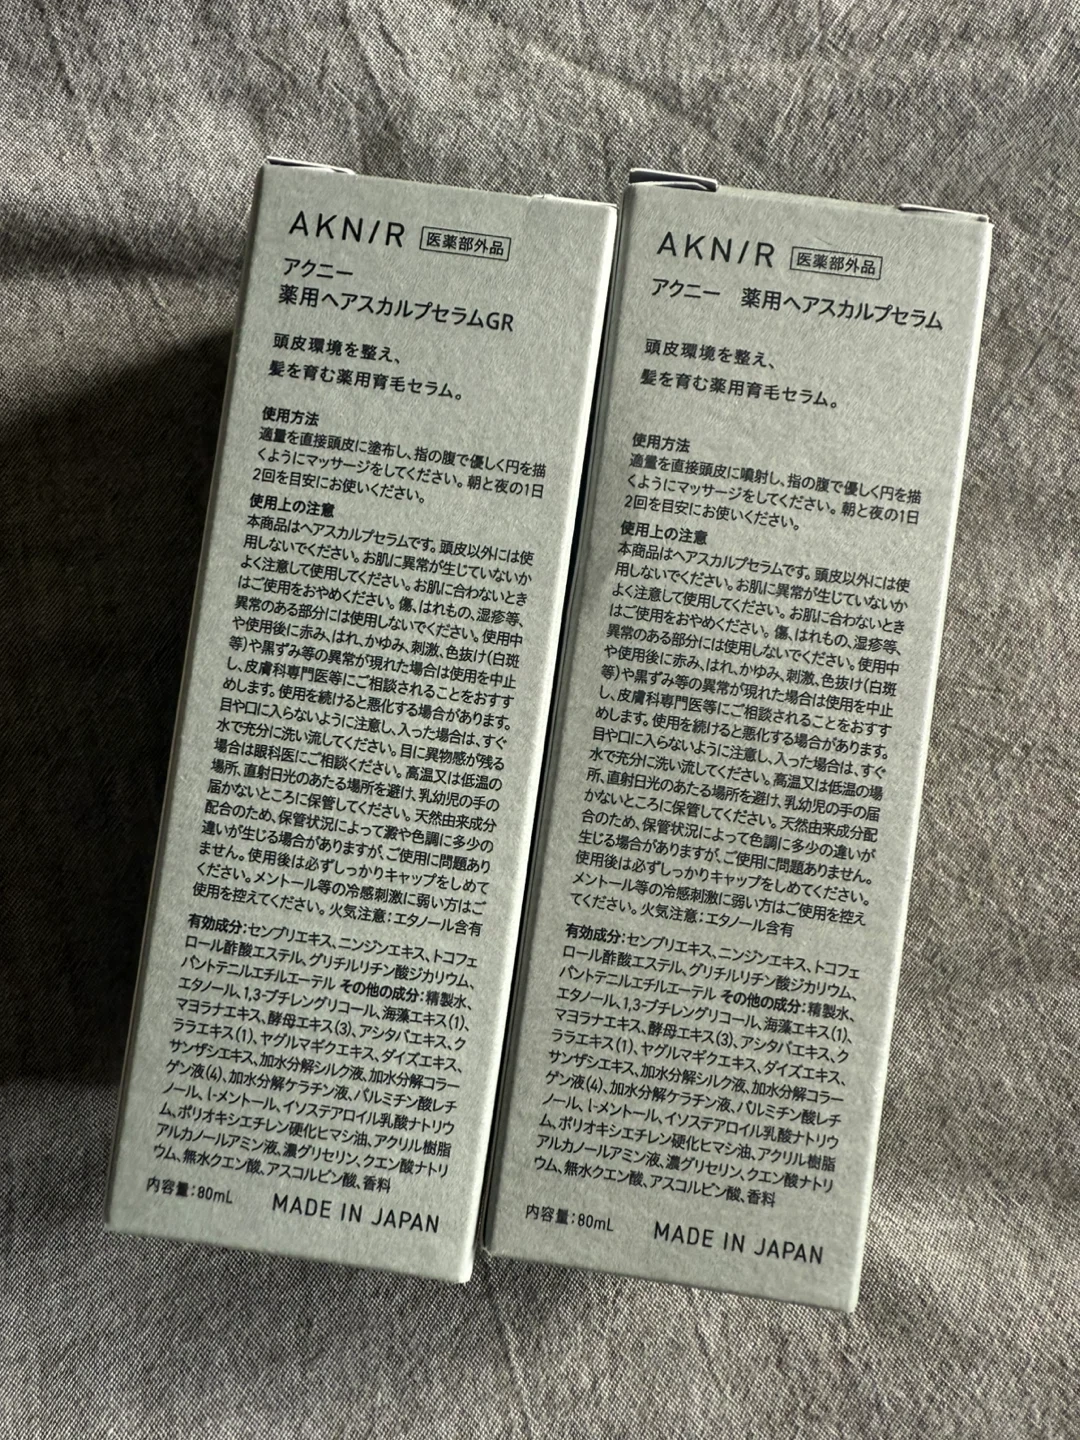 AKNIR 医薬部外品
アクニー
薬用ヘアスカルプセラムGR
頭皮環境を整え、
髪を育む薬用育毛セラム。
使用方法
適量を直接頭皮に塗布し、指の腹で優しく円を描
くようにマッサージをしてください。朝と夜の1日
2回を目安にお使いください。
使用上の注意
本商品はヘアスカルプセラムです。頭皮以外には使
用しないでください。お肌に異常が生じていないか
よく注意して使用してください。お肌に合わないとき
はご使用をおやめください。傷、はれもの、湿疹等、
異常のある部分には使用しないでください。使用中
や使用後に赤み、はれ、かゆみ、刺激、色抜け(白斑
等)や黒ずみ等の異常が現れた場合は使用を中止
し、皮膚科専門医等にご相談されることをおすす
めします。使用を続けると悪化する場合があります。
目や口に入らないように注意し、入った場合は、すぐ
水で充分に洗い流してください。目に異物感が残る
場合は眼科医にご相談ください。高温又は低温の
場所、直射日光のあたる場所を避け、乳幼児の手の
届かないところに保管してください。天然由来成分
配合のため、保管状況によって澱や色調に多少の
違いが生じる場合がありますが、ご使用に問題あり
ません。使用後は必ずしっかりキャップをしめて
ください。メントール等の冷感刺激に弱い方はご
使用を控えてください。火気注意:エタノール含有
有効成分:センブリエキス、ニンジンエキス、トコフェ
ロール酢酸エステル、グリチルリチン酸ジカリウム、
パントテニルエチルエーテル その他の成分:精製水、
エタノール、1,3-ブチレングリコール、海藻エキス(1)、
マヨラナエキス、酵母エキス(3)、アシタバエキス、ク
ララエキス(1)、ヤグルマギクエキス、ダイズエキス、
サンザシエキス、加水分解シルク液、加水分解コラー
ゲン液(4)、加水分解ケラチン液、パルミチン酸レチ
ノール、l-メントール、イソステアロイル乳酸ナトリウ
ム、ポリオキシエチレン硬化ヒマシ油、アクリル樹脂
アルカノールアミン液、濃グリセリン、クエン酸ナトリ
ウム、無水クエン酸、アスコルビン酸、香料
内容量:80mL MADE IN JAPAN
AKNIR 医薬部外品
アクニー 薬用ヘアスカルプセラム
頭皮環境を整え、
髪を育む薬用育毛セラム。
使用方法
適量を直接頭皮に噴射し、指の腹で優しく円を描
くようにマッサージをしてください。朝と夜の1日
2回を目安にお使いください。
使用上の注意
本商品はヘアスカルプセラムです。頭皮以外には使
用しないでください。お肌に異常が生じていないか
よく注意して使用してください。お肌に合わないとき
はご使用をおやめください。傷、はれもの、湿疹等、
異常のある部分には使用しないでください。使用中
や使用後に赤み、はれ、かゆみ、刺激、色抜け(白斑
等)や黒ずみ等の異常が現れた場合は使用を中止
し、皮膚科専門医等にご相談されることをおすす
めします。使用を続けると悪化する場合があります。
目や口に入らないように注意し、入った場合は、すぐ
水で充分に洗い流してください。高温又は低温の場
所、直射日光のあたる場所を避け、乳幼児の手の届
かないところに保管してください。天然由来成分配
合のため、保管状況によって色調に多少の違いが
生じる場合がありますが、ご使用に問題ありません。
使用後は必ずしっかりキャップをしめてください。
メントール等の冷感刺激に弱い方はご使用を控え
てください。火気注意:エタノール含有
有効成分:センブリエキス、ニンジンエキス、トコフェ
ロール酢酸エステル、グリチルリチン酸ジカリウム、
パントテニルエチルエーテル その他の成分:精製水、
エタノール、1,3-ブチレングリコール、海藻エキス(1)、
マヨラナエキス、酵母エキス(3)、アシタバエキス、ク
ララエキス(1)、ヤグルマギクエキス、ダイズエキス、
サンザシエキス、加水分解シルク液、加水分解コラー
ゲン液(4)、加水分解ケラチン液、パルミチン酸レチ
ノール、l-メントール、イソステアロイル乳酸ナトリウ
ム、ポリオキシエチレン硬化ヒマシ油、アクリル樹脂
アルカノールアミン液、濃グリセリン、クエン酸ナトリ
ウム、無水クエン酸、アスコルビン酸、香料
内容量:80mL MADE IN JAPAN